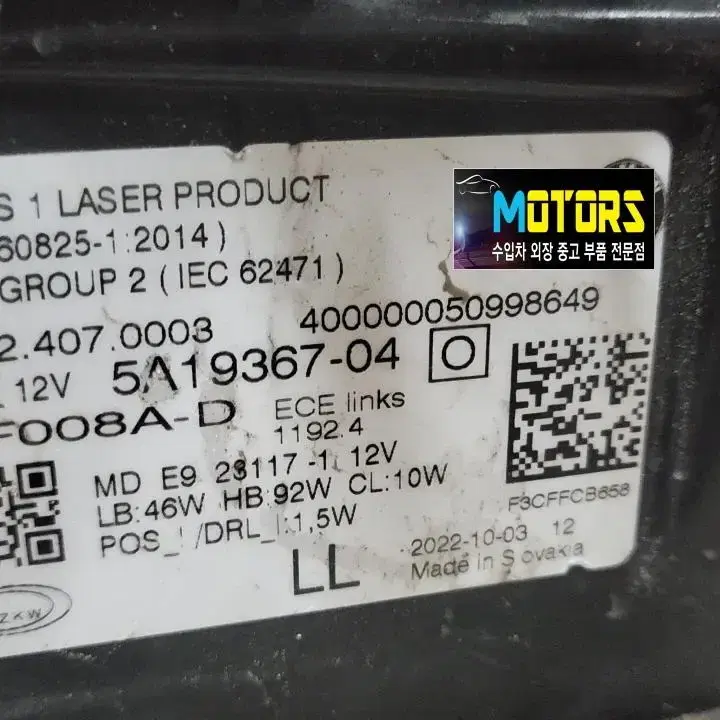 S 1 LASER PRODUCT
60825-1:2014)
GROUP 2 ( IEC 62471 )
MOTORS
수입차 외장 중고 부품 전문점
2.407.0003
400000050998649
12V
5A19367-04
O
F008A-D
ECE links
1192.4
MD E9 23117-1 12V
LB:46W HB:92W CL:10W
POS_ /DRL_ :1,5W
LL
F3CFFCB658
2022-10-03 12
Made in S ovakia
ZKW